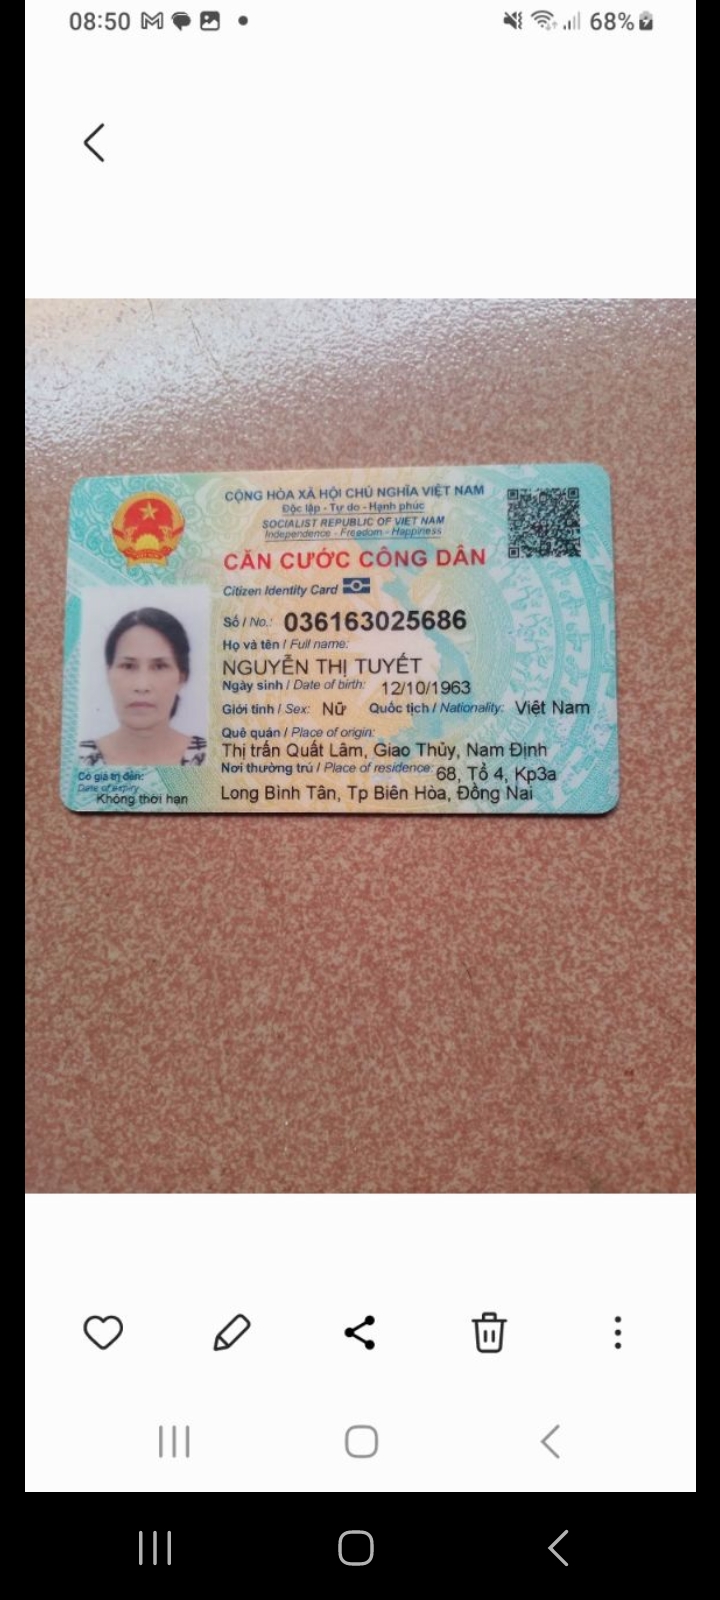 08:50
68%
CỘNG HÒA XÃ HỘI CHỦ NGHĨA VIỆT NAM
Độc lập - Tự do - Hạnh phúc
SOCIALIST REPUBLIC OF VIET NAM
Independence - Freedom - Happiness
CĂN CƯỚC CÔNG DÂN
Citizen Identity Card
Số / No.: 036163025686
Họ và tên / Full name:
NGUYỄN THỊ TUYẾT
Ngày sinh / Date of birth: 12/10/1963
Giới tính / Sex: Nữ Quốc tịch / Nationality: Việt Nam
Quê quán / Place of origin:
Thị trấn Quất Lâm, Giao Thủy, Nam Định
Nơi thường trú / Place of residence: 68, Tổ 4, Kp3a
Long Bình Tân, Tp Biên Hòa, Đồng Nai
Có giá trị đến:
Date of expiry
Không thời hạn